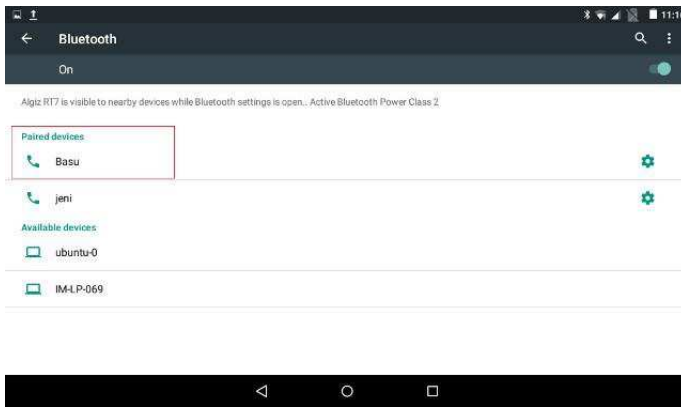 11:16
Bluetooth
On
Algiz RT7 is visible to nearby devices while Bluetooth settings is open.. Active Bluetooth Power Class 2
Paired devices
Basu
jeni
Available devices
ubuntu-0
IM-LP-069